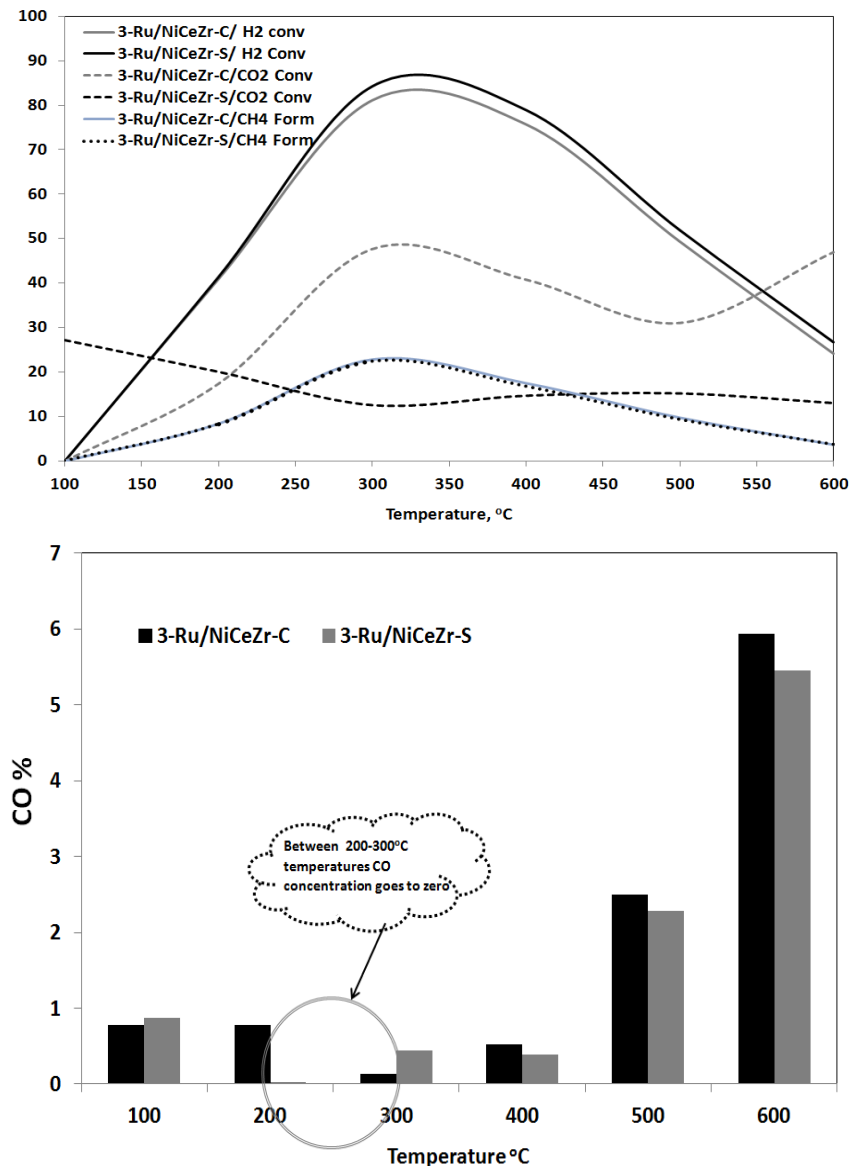 100
90
80
70
60
50
40
30
20
10
0
3-Ru/NiCeZr-C/ H2 conv
3-Ru/NiCeZr-S/ H2 Conv
3-Ru/NiCeZr-C/CO2 Conv
3-Ru/NiCeZr-S/CO2 Conv
3-Ru/NiCeZr-C/CH4 Form
3-Ru/NiCeZr-S/CH4 Form
100 150 200 250 300 350 400 450 500 550 600
Temperature, °C
7
6
5
4
3
2
1
0
CO %
3-Ru/NiCeZr-C 3-Ru/NiCeZr-S
Between 200-300°C
temperatures CO
concentration goes to zero
100 200 300 400 500 600
Temperature °C